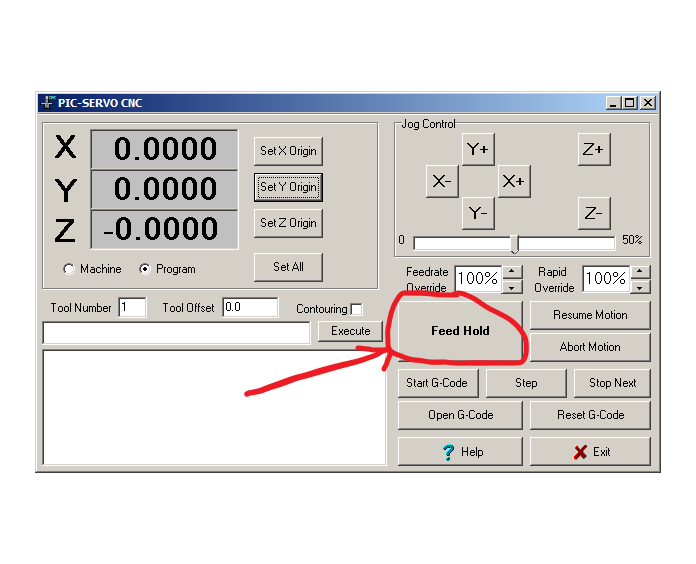 PIC-SERVO CNC
X 0.0000 Set X Origin
Y 0.0000 Set Y Origin
Z -0.0000 Set Z Origin
Machine Program Set All
Tool Number 1 Tool Offset 0.0 Contouring
Execute
Jog Control
Y+ Z+
X- X+
Y- Z-
0 50%
Feedrate Override 100% Rapid Override 100%
Feed Hold Resume Motion
Abort Motion
Start G-Code Step Stop Next
Open G-Code Reset G-Code
? Help Exit